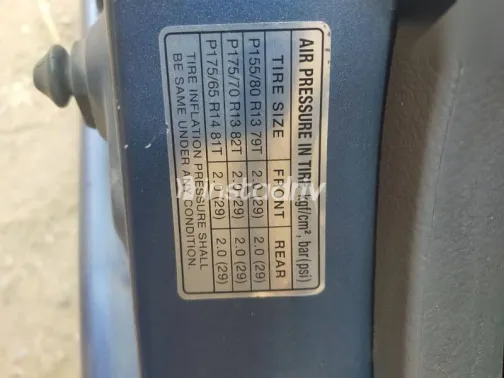 AIR PRESSURE IN TIRE kgf/cm², bar(psi)
TIRE SIZE FRONT REAR
P155/80 R13 79T 2.0 (29) 2.0 (29)
P175/70 R13 82T 2.0 (29) 2.0 (29)
P175/65 R14 81T 2.0 (29) 2.0 (29)
TIRE INFLATION PRESSURE SHALL
BE SAME UNDER ANY CONDITION.